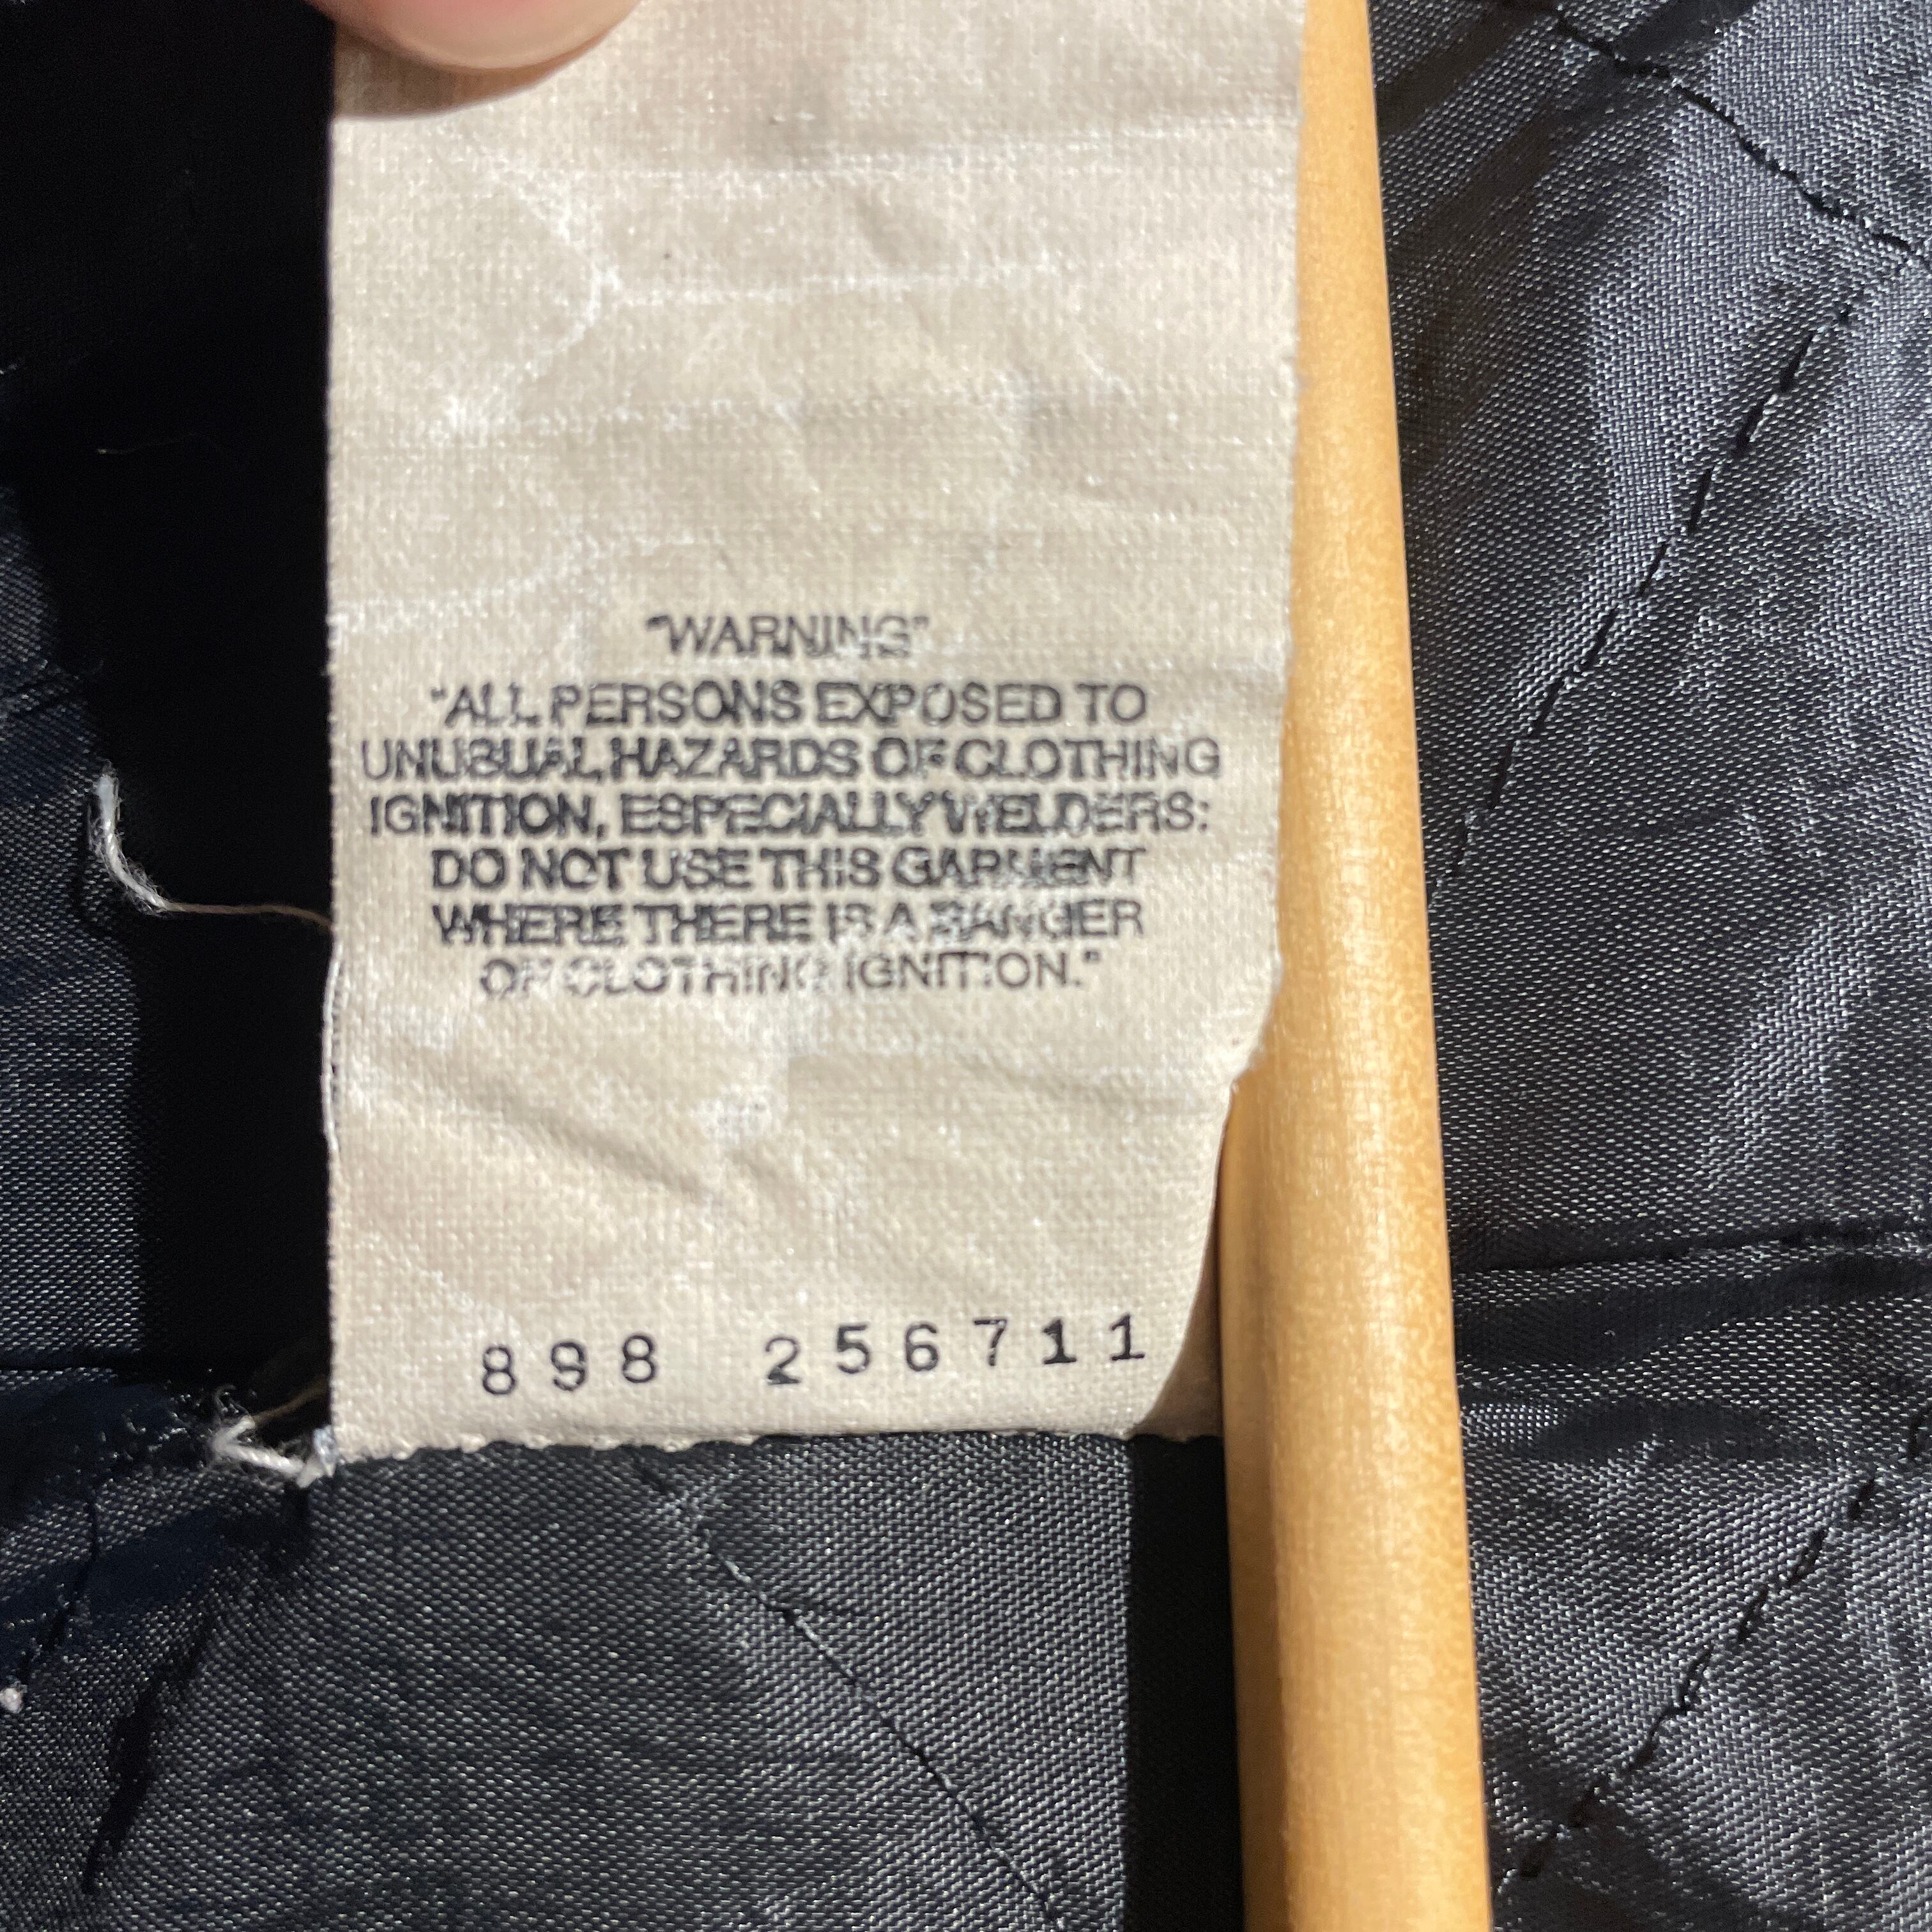 "WARNING"
"ALL PERSONS EXPOSED TO
UNUSUAL HAZARDS OF CLOTHING
IGNITION, ESPECIALLY WELDERS:
DO NOT USE THIS GARMENT
WHERE THERE IS A DANGER
OF CLOTHING IGNITION."
898 256711